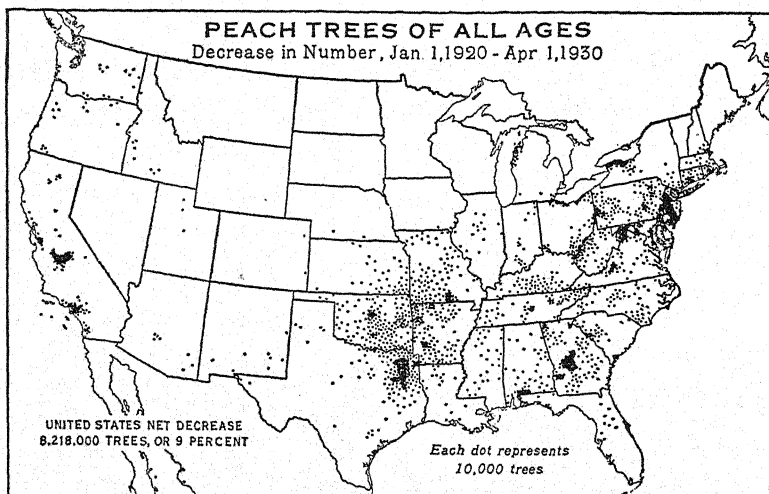 PEACH TREES OF ALL AGES
Decrease in Number, Jan. 1,1920 - Apr 1,1930
UNITED STATES NET DECREASE
8,218,000 TREES, OR 9 PERCENT
Each dot represents
10,000 trees